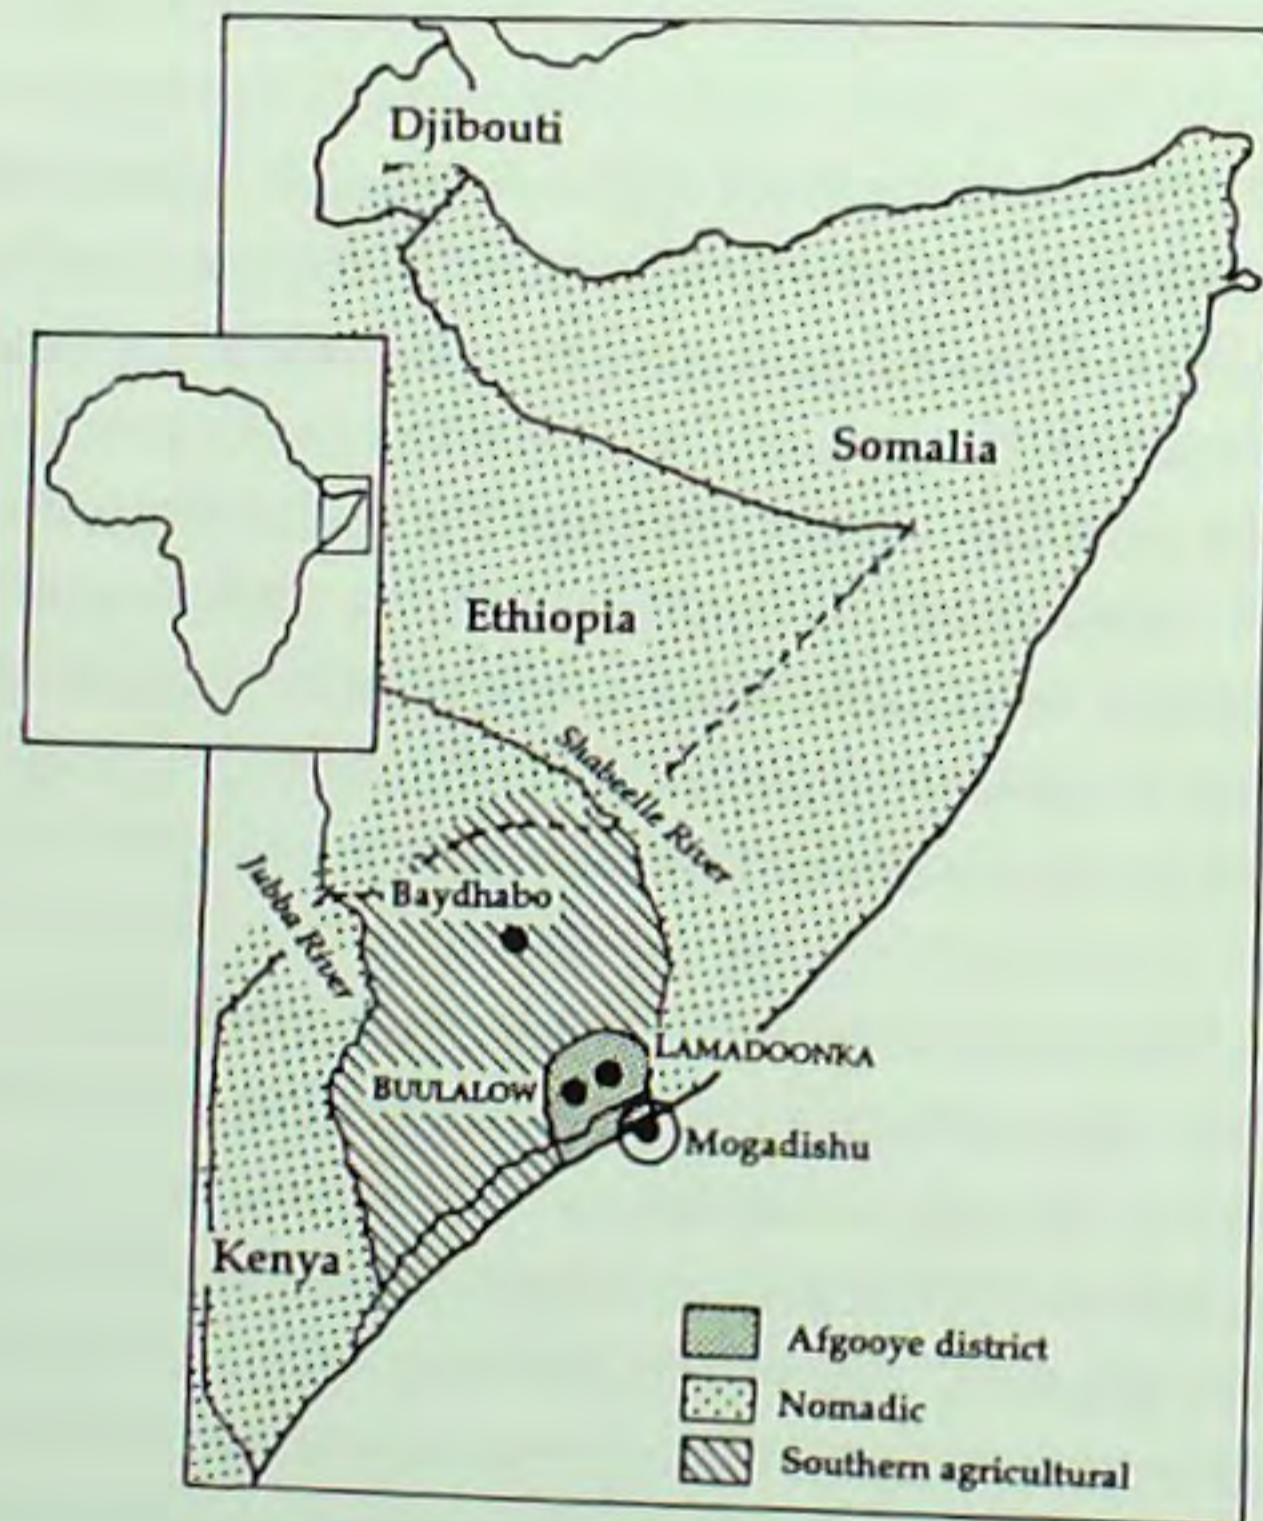 Djibouti
Somalia
Ethiopia
Shabeelle River
Jubba River
Baydhabo
LAMADOONKA
BUULALOW
Mogadishu
Kenya
Afgooye district
Nomadic
Southern agricultural